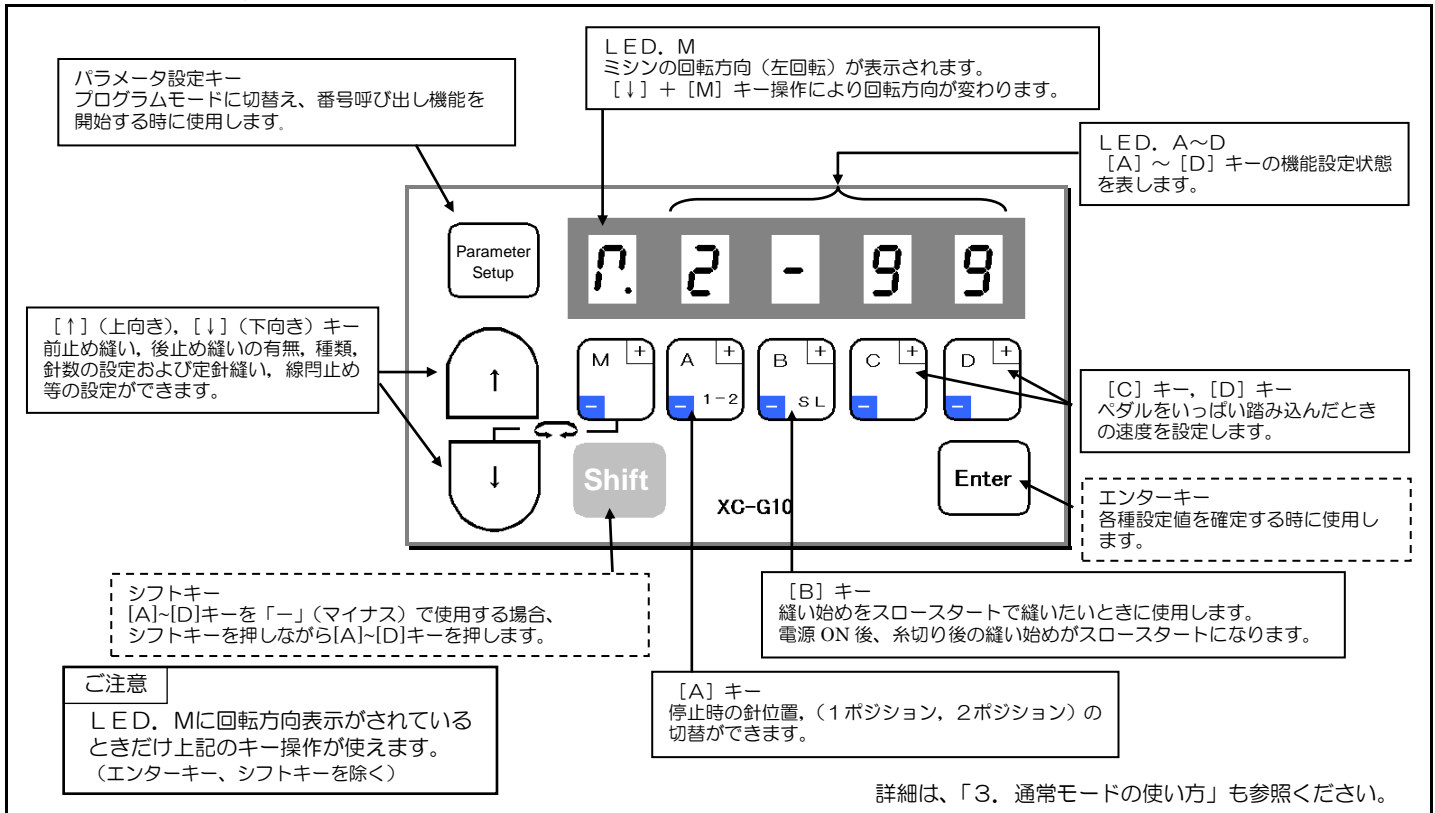 LED．M
ミシンの回転方向（左回転）が表示されます。
［↓］＋［M］キー操作により回転方向が変わります。
パラメータ設定キー
プログラムモードに切替え、番号呼び出し機能を
開始する時に使用します.
LED．A～D
［A］～［D］キーの機能設定状態
を表します。
Parameter
Setup
П. 2 - 9 9
［↑］（上向き），［↓］（下向き）キー
前止め縫い，後止め縫いの有無，種類，
針数の設定および定針縫い，線閂止め
等の設定ができます。
↑
M + -
A + - 1-2
B + - SL
C + -
D + -
［C］キー，［D］キー
ペダルをいっぱい踏み込んだとき
の速度を設定します。
↓
Shift
XC-G10
Enter
エンターキー
各種設定値を確定する時に使用し
ます。
シフトキー
[A]~[D]キーを「－」（マイナス）で使用する場合、
シフトキーを押しながら[A]~[D]キーを押します。
［B］キー
縫い始めをスロースタートで縫いたいときに使用します。
電源 ON 後、糸切り後の縫い始めがスロースタートになります。
ご注意
LED．Mに回転方向表示がされている
ときだけ上記のキー操作が使えます。
（エンターキー、シフトキーを除く）
［A］キー
停止時の針位置，（１ポジション，２ポジション）の
切替ができます。
詳細は、「３．通常モードの使い方」も参照ください。